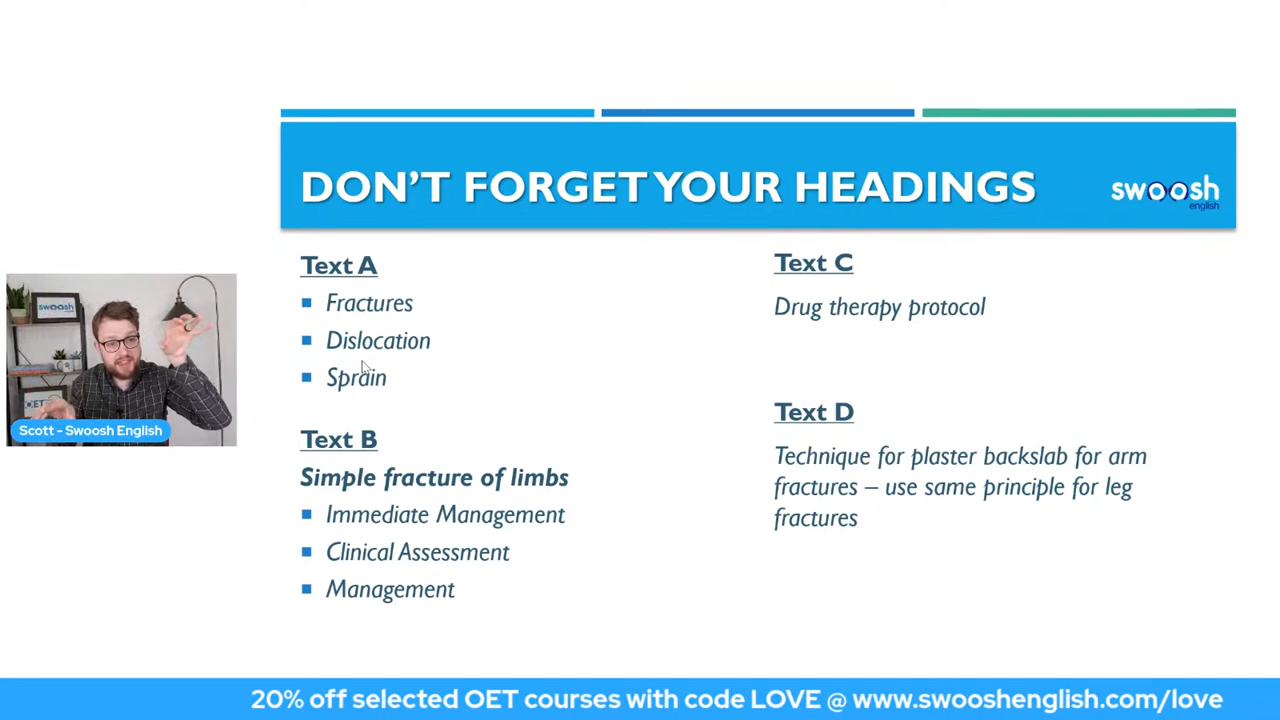 DON'T FORGET YOUR HEADINGS
swoosh
english
Text A
Fractures
Dislocation
Sprain
Text B
Simple fracture of limbs
Immediate Management
Clinical Assessment
Management
Text C
Drug therapy protocol
Text D
Technique for plaster backslab for arm
fractures – use same principle for leg
fractures
swoosh
OET
Scott - Swoosh English
20% off selected OET courses with code LOVE @ www.swooshenglish.com/love